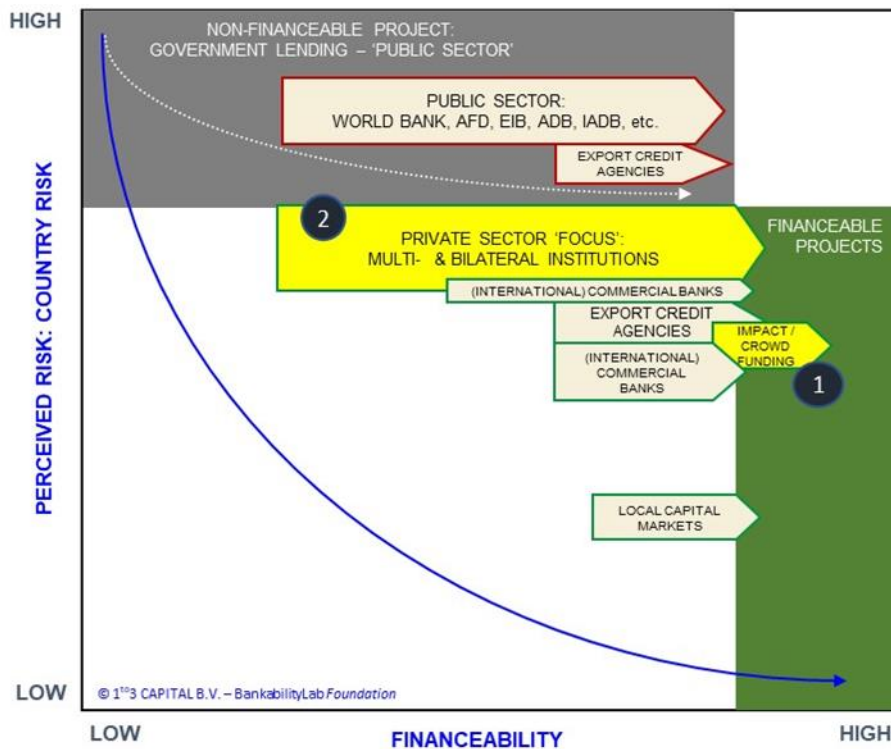 HIGH
NON-FINANCEABLE PROJECT:
GOVERNMENT LENDING – ‘PUBLIC SECTOR’
PUBLIC SECTOR:
WORLD BANK, AFD, EIB, ADB, IADB, etc.
EXPORT CREDIT
AGENCIES
2
PRIVATE SECTOR ‘FOCUS’:
MULTI- & BILATERAL INSTITUTIONS
FINANCEABLE
PROJECTS
(INTERNATIONAL) COMMERCIAL BANKS
EXPORT CREDIT
AGENCIES
IMPACT /
CROWD
FUNDING
(INTERNATIONAL)
COMMERCIAL
BANKS
1
LOCAL CAPITAL
MARKETS
PERCEIVED RISK: COUNTRY RISK
© 1to3 CAPITAL B.V. – BankabilityLab Foundation
LOW
LOW
FINANCEABILITY
HIGH